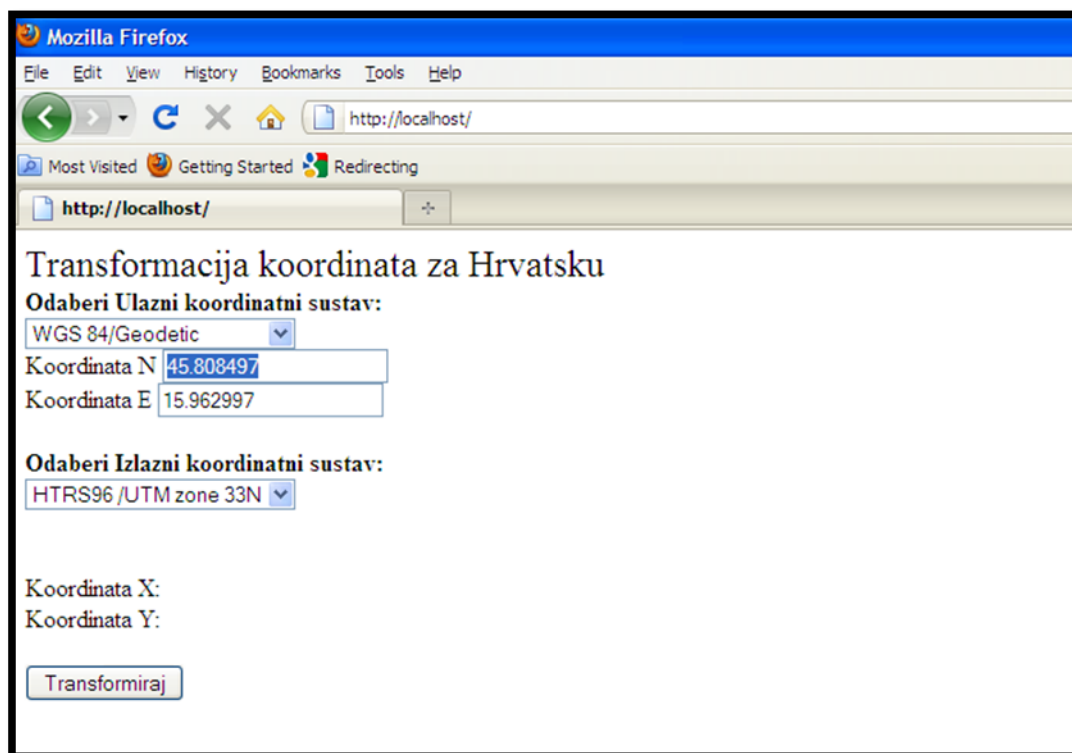 Mozilla Firefox
File Edit View History Bookmarks Tools Help
http://localhost/
Most Visited Getting Started Redirecting
http://localhost/
Transformacija koordinata za Hrvatsku
Odaberi Ulazni koordinatni sustav:
WGS 84/Geodetic
Koordinata N 45.808497
Koordinata E 15.962997
Odaberi Izlazni koordinatni sustav:
HTRS96 /UTM zone 33N
Koordinata X:
Koordinata Y:
Transformiraj